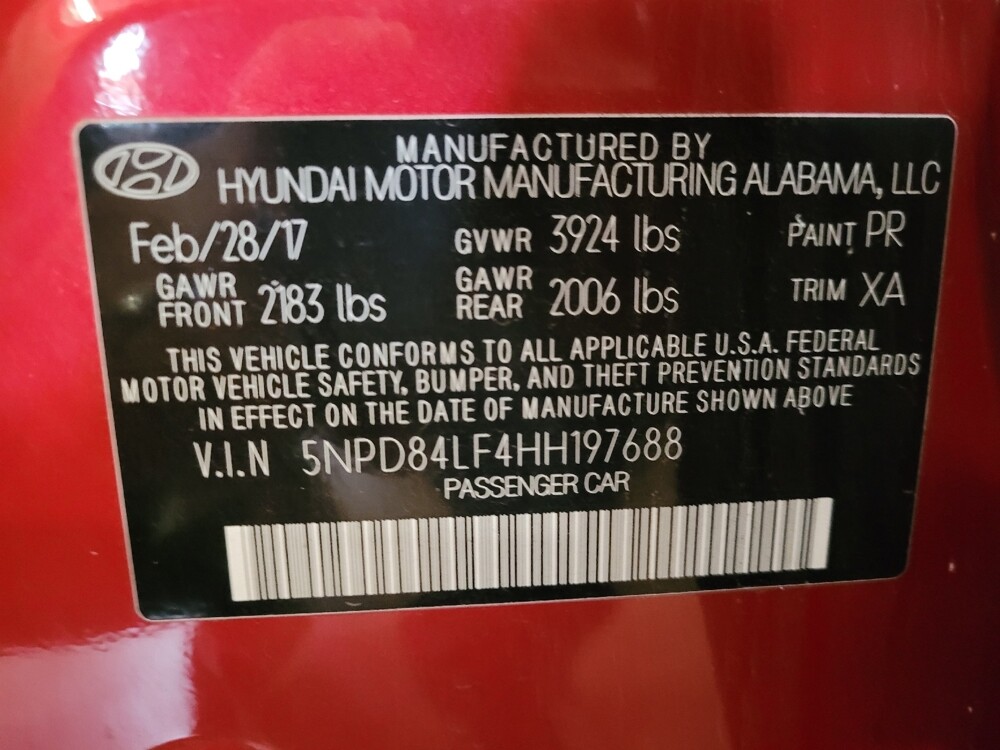 MANUFACTURED BY
HYUNDAI MOTOR MANUFACTURING ALABAMA, LLC
Feb/28/17 GVWR 3924 lbs PAINT PR
GAWR FRONT 2183 lbs GAWR REAR 2006 lbs TRIM XA
THIS VEHICLE CONFORMS TO ALL APPLICABLE U.S.A. FEDERAL
MOTOR VEHICLE SAFETY, BUMPER, AND THEFT PREVENTION STANDARDS
IN EFFECT ON THE DATE OF MANUFACTURE SHOWN ABOVE
V.I.N 5NPD84LF4HH197688
PASSENGER CAR